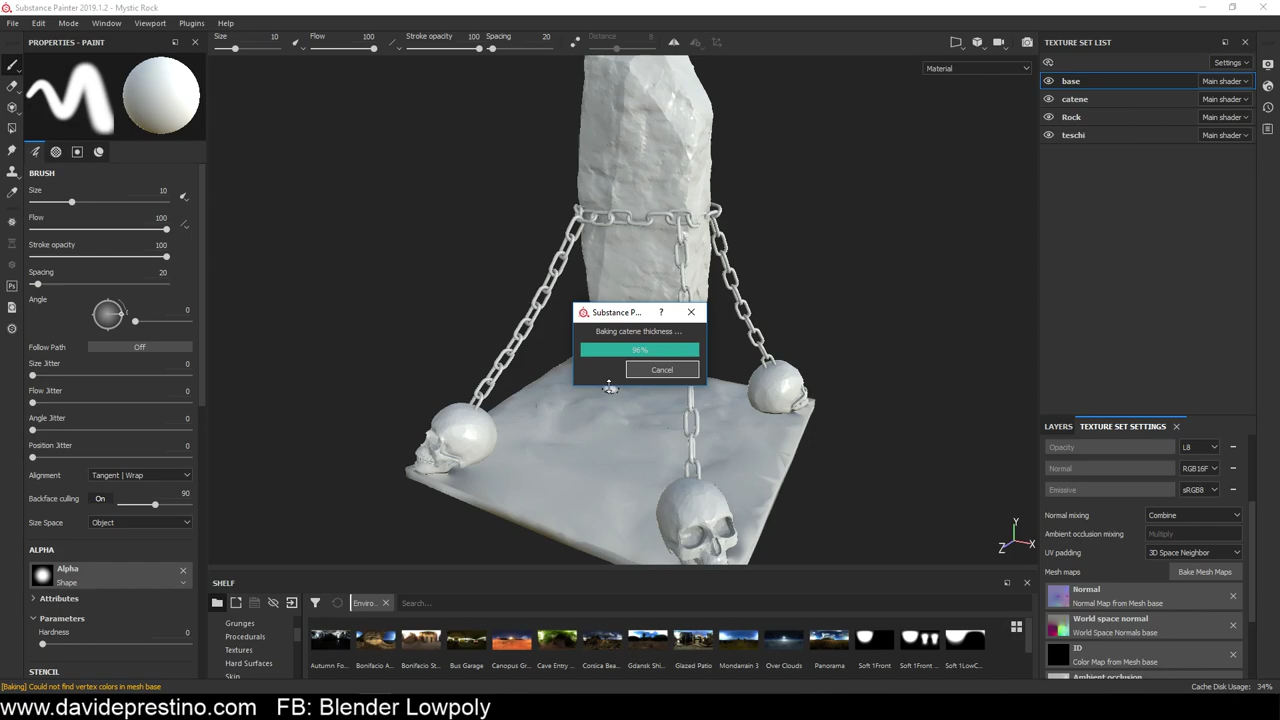 Substance Painter 2019.1.2 - Mystic Rock
File Edit Mode Window Viewport Plugins Help
PROPERTIES - PAINT
Size 10 Flow 100 Stroke opacity 100 Spacing 20 Distance 8
Material
BRUSH
Size 10
Flow 100
Stroke opacity 100
Spacing 20
Angle 0
Follow Path Off
Size Jitter 0
Flow Jitter 0
Angle Jitter 0
Position Jitter 0
Alignment Tangent | Wrap
Backface culling On 90
Size Space Object
ALPHA
Alpha
Shape
Attributes
Parameters
Hardness 0
STENCIL
[Baking] Could not find vertex colors in mesh base
Substance P... ?
Baking catene thickness ...
96%
Cancel
Y
Z X
SHELF
Enviro... Search...
Grunges
Procedurals
Textures
Hard Surfaces
Skin
Autumn Fo... Bonifacio A... Bonifacio St... Bus Garage Canopus Gr... Cave Entry ... Corsica Bea... Gdansk Shi... Glazed Patio Mondarrain 3 Over Clouds Panorama Soft 1Front Soft 1Front ... Soft 1LowC...
TEXTURE SET LIST
Settings
base Main shader
catene Main shader
Rock Main shader
teschi Main shader
LAYERS TEXTURE SET SETTINGS
Opacity L8
Normal RGB16F
Emissive sRGB8
Normal mixing Combine
Ambient occlusion mixing Multiply
UV padding 3D Space Neighbor
Mesh maps Bake Mesh Maps
Normal
Normal Map from Mesh base
World space normal
World Space Normals base
ID
Color Map from Mesh base
Ambient occlusion
Cache Disk Usage: 34%
www.davideprestino.com FB: Blender Lowpoly